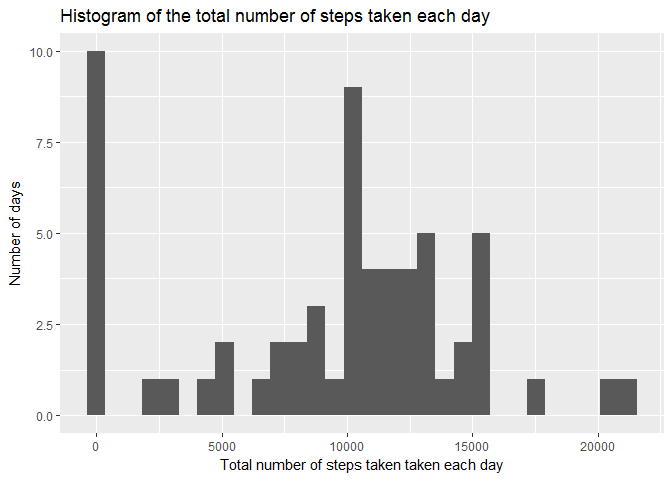 Histogram of the total number of steps taken each day
10.0
7.5
5.0
2.5
0.0
Number of days
0 5000 10000 15000 20000
Total number of steps taken taken each day